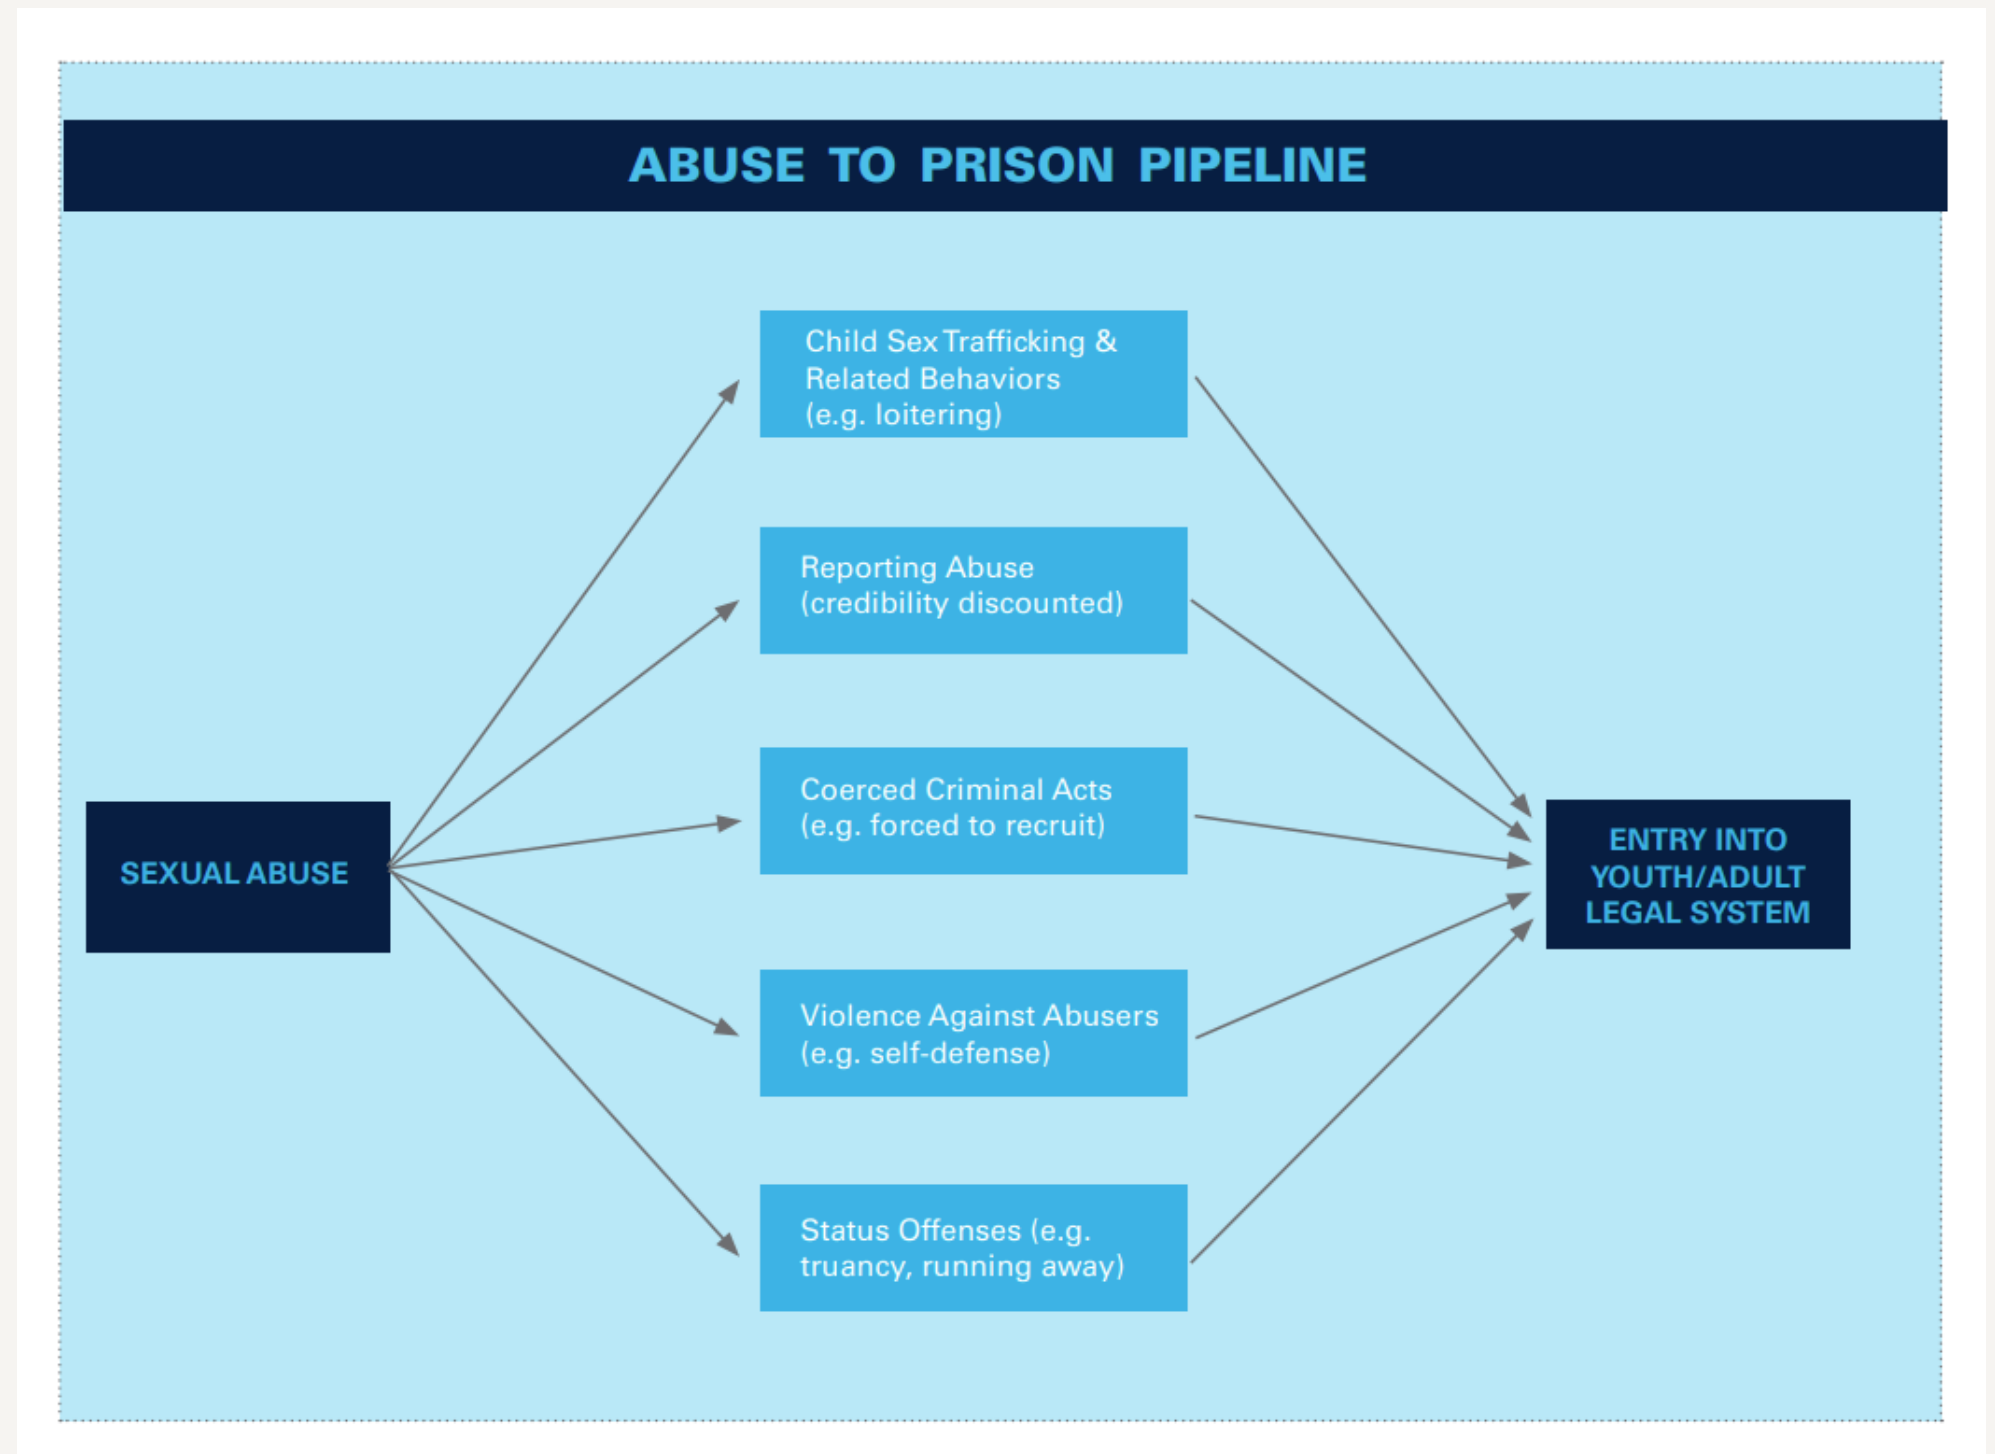 ABUSE TO PRISON PIPELINE
Child Sex Trafficking &
Related Behaviors
(e.g. loitering)
Reporting Abuse
(credibility discounted)
Coerced Criminal Acts
(e.g. forced to recruit)
SEXUAL ABUSE
ENTRY INTO
YOUTH/ADULT
LEGAL SYSTEM
Violence Against Abusers
(e.g. self-defense)
Status Offenses (e.g.
truancy, running away)